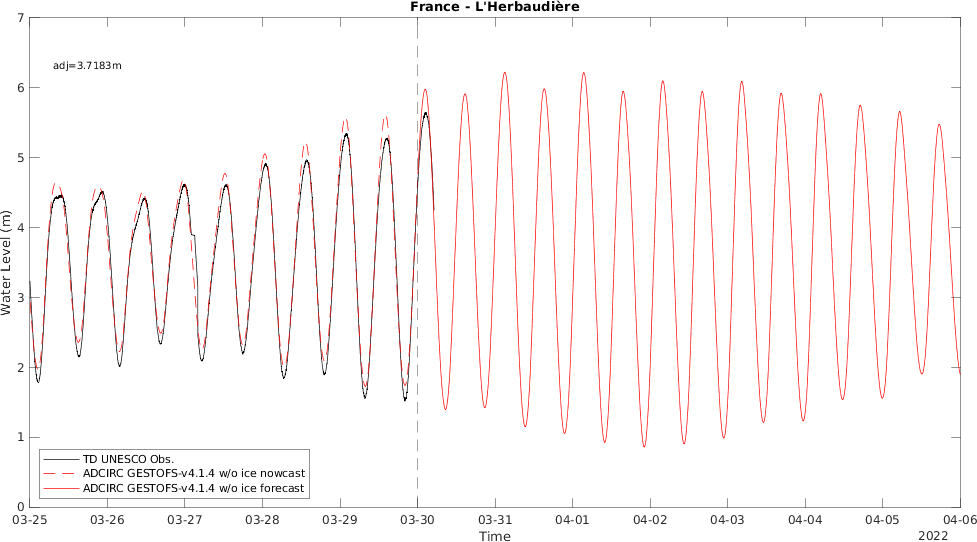 France - L'Herbaudière
7
adj=3.7183m
6
5
4
3
2
1
0
Water Level (m)
TD UNESCO Obs.
ADCIRC GESTOFS-v4.1.4 w/o ice nowcast
ADCIRC GESTOFS-v4.1.4 w/o ice forecast
03-25 03-26 03-27 03-28 03-29 03-30 03-31 04-01 04-02 04-03 04-04 04-05 04-06
Time
2022